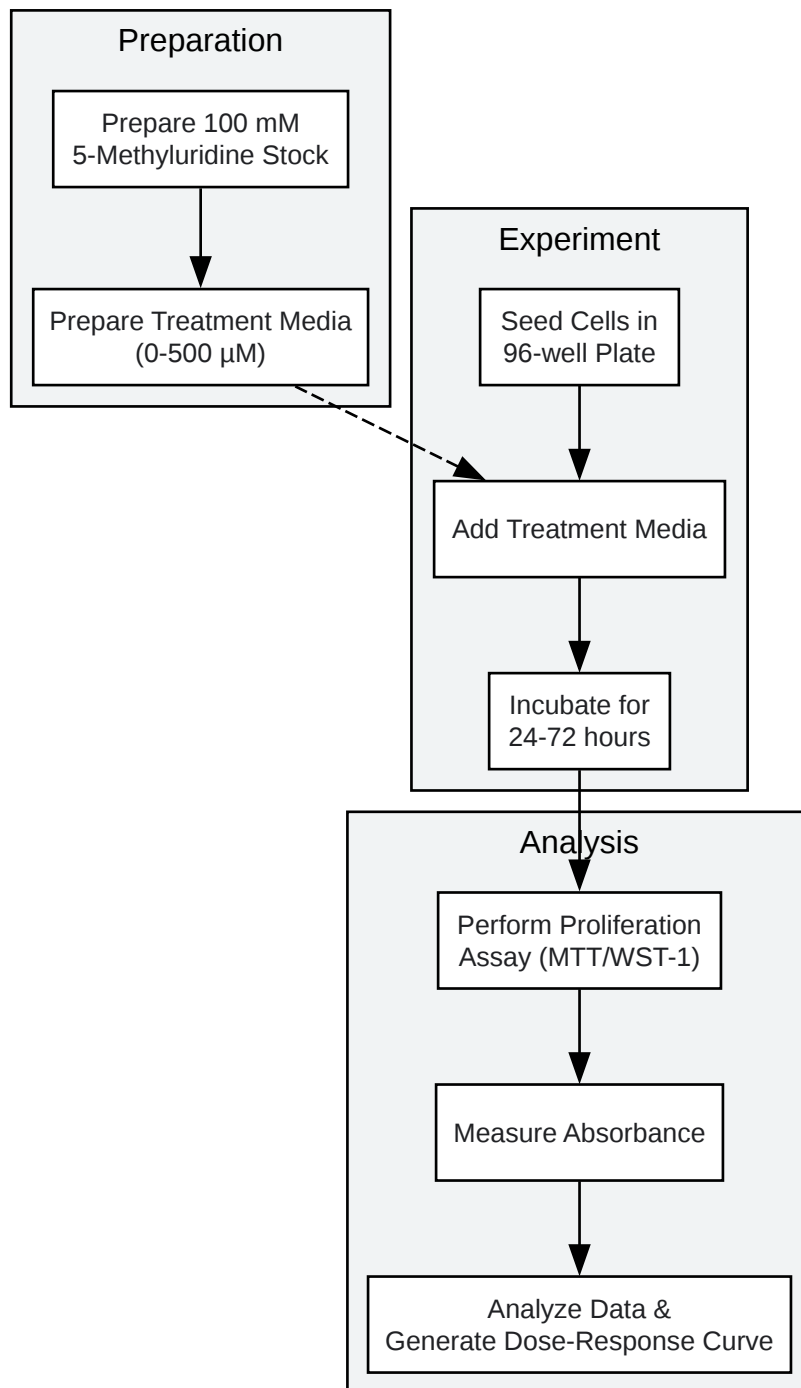 Preparation
Prepare 100 mM
5-Methyluridine Stock
Prepare Treatment Media
(0-500 µM)
Experiment
Seed Cells in
96-well Plate
Add Treatment Media
Incubate for
24-72 hours
Analysis
Perform Proliferation
Assay (MTT/WST-1)
Measure Absorbance
Analyze Data &
Generate Dose-Response Curve